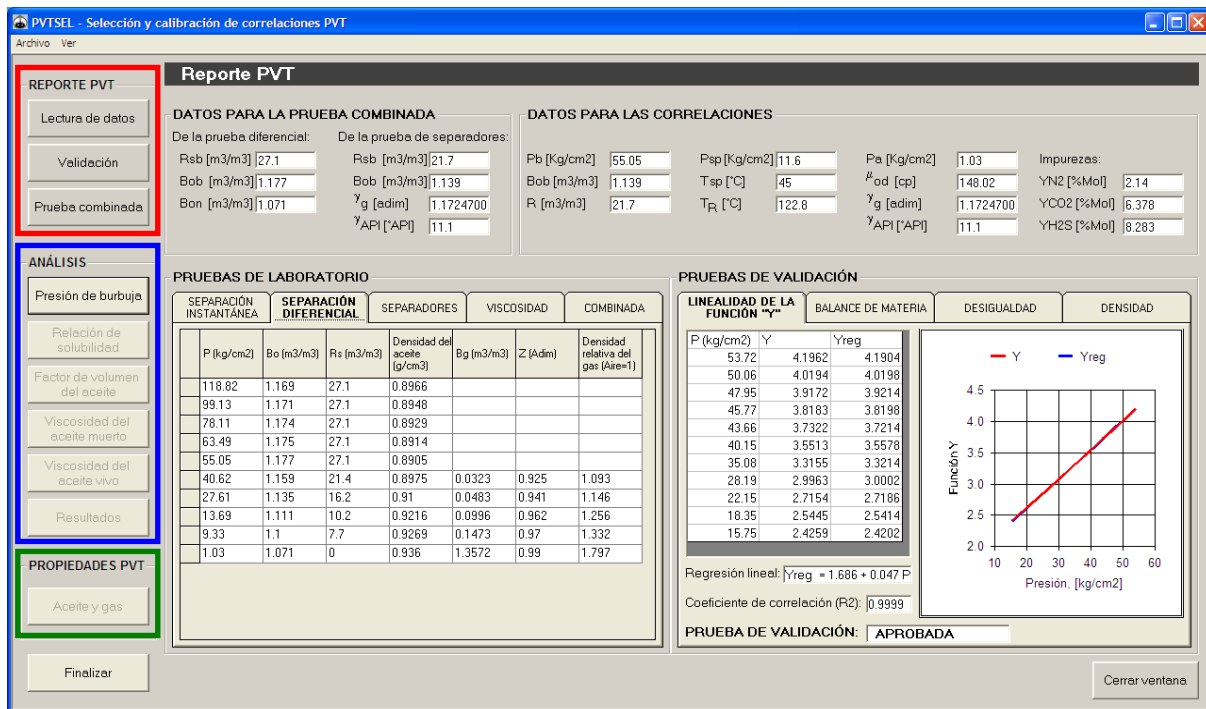 PVTSEL - Selección y calibración de correlaciones PVT
Archivo Ver
REPORTE PVT
Lectura de datos
Validación
Prueba combinada
ANÁLISIS
Presión de burbuja
Relación de
solubilidad
Factor de volumen
del aceite
Viscosidad del
aceite muerto
Viscosidad del
aceite vivo
Resultados
PROPIEDADES PVT
Aceite y gas
Finalizar
Reporte PVT
DATOS PARA LA PRUEBA COMBINADA
De la prueba diferencial: De la prueba de separadores:
Rsb [m3/m3] 27.1 Rsb [m3/m3] 21.7
Bob [m3/m3] 1.177 Bob [m3/m3] 1.139
Bon [m3/m3] 1.071 γg [adim] 1.1724700
γAPI [°API] 11.1
DATOS PARA LAS CORRELACIONES
Pb [Kg/cm2] 55.05 Psp [Kg/cm2] 11.6 Pa [Kg/cm2] 1.03 Impurezas:
Bob [m3/m3] 1.139 Tsp [°C] 45 μod [cp] 148.02 YN2 [%Mol] 2.14
R [m3/m3] 21.7 TR [°C] 122.8 γg [adim] 1.1724700 YCO2 [%Mol] 6.378
γAPI [°API] 11.1 YH2S [%Mol] 8.283
PRUEBAS DE LABORATORIO
SEPARACIÓN INSTANTÁNEA SEPARACIÓN DIFERENCIAL SEPARADORES VISCOSIDAD COMBINADA
P (kg/cm2) Bo (m3/m3) Rs (m3/m3) Densidad del aceite (g/cm3) Bg (m3/m3) Z (Adim) Densidad relativa del gas (Aire=1)
118.82 1.169 27.1 0.8966
99.13 1.171 27.1 0.8948
78.11 1.174 27.1 0.8929
63.49 1.175 27.1 0.8914
55.05 1.177 27.1 0.8905
40.62 1.159 21.4 0.8975 0.0323 0.925 1.093
27.61 1.135 16.2 0.91 0.0483 0.941 1.146
13.69 1.111 10.2 0.9216 0.0996 0.962 1.256
9.33 1.1 7.7 0.9269 0.1473 0.97 1.332
1.03 1.071 0 0.936 1.3572 0.99 1.797
PRUEBAS DE VALIDACIÓN
LINEALIDAD DE LA FUNCIÓN "Y" BALANCE DE MATERIA DESIGUALDAD DENSIDAD
P (kg/cm2) Y Yreg
53.72 4.1962 4.1904
50.06 4.0194 4.0198
47.95 3.9172 3.9214
45.77 3.8183 3.8198
43.66 3.7322 3.7214
40.15 3.5513 3.5578
35.08 3.3155 3.3214
28.19 2.9963 3.0002
22.15 2.7154 2.7186
18.35 2.5445 2.5414
15.75 2.4259 2.4202
Regresión lineal: Yreg = 1.686 + 0.047 P
Coeficiente de correlación (R2): 0.9999
PRUEBA DE VALIDACIÓN: APROBADA
Y Yreg
4.5
4.0
3.5
3.0
2.5
2.0
Función Y
10 20 30 40 50 60
Presión, [kg/cm2]
Cerrar ventana